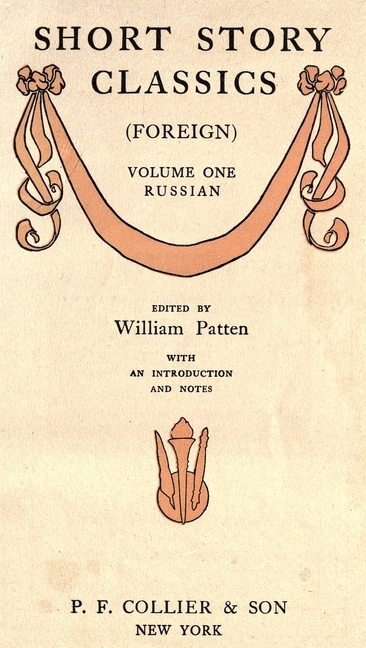 SHORT STORY
CLASSICS
(FOREIGN)
VOLUME ONE
RUSSIAN
EDITED BY
William Patten
WITH
AN INTRODUCTION
AND NOTES
P. F. COLLIER & SON
NEW YORK